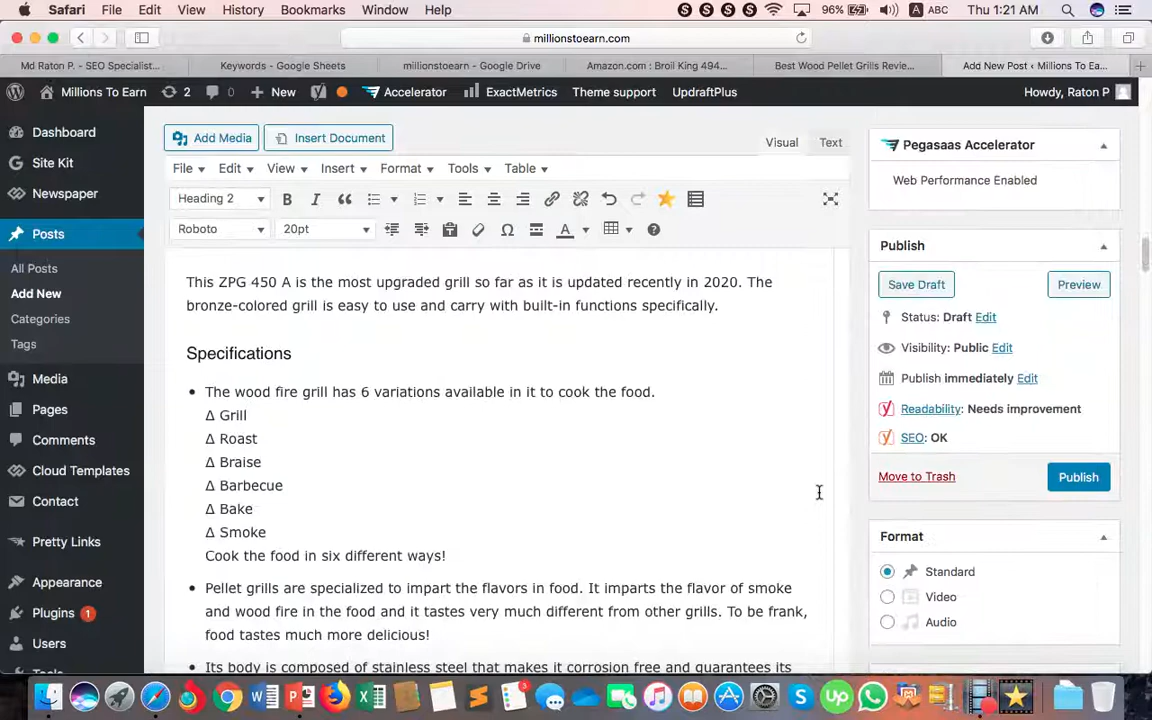 Safari File Edit View History Bookmarks Window Help 96% A ABC Thu 1:21 AM
millionstoearn.com
Md Raton P. - SEO Specialist... Keywords - Google Sheets millionstoearn - Google Drive Amazon.com : Broil King 494... Best Wood Pellet Grills Revie... Add New Post ‹ Millions To Ea...
Millions To Earn 2 0 New Accelerator ExactMetrics Theme support UpdraftPlus Howdy, Raton P
Dashboard
Site Kit
Newspaper
Posts
All Posts
Add New
Categories
Tags
Media
Pages
Comments
Cloud Templates
Contact
Pretty Links
Appearance
Plugins 1
Users
Add Media Insert Document Visual Text
File Edit View Insert Format Tools Table
Heading 2 B I
Roboto 20pt A
This ZPG 450 A is the most upgraded grill so far as it is updated recently in 2020. The
bronze-colored grill is easy to use and carry with built-in functions specifically.
Specifications
The wood fire grill has 6 variations available in it to cook the food.
Δ Grill
Δ Roast
Δ Braise
Δ Barbecue
Δ Bake
Δ Smoke
Cook the food in six different ways!
Pellet grills are specialized to impart the flavors in food. It imparts the flavor of smoke
and wood fire in the food and it tastes very much different from other grills. To be frank,
food tastes much more delicious!
Its body is composed of stainless steel that makes it corrosion free and guarantees its
Pegasaas Accelerator
Web Performance Enabled
Publish
Save Draft Preview
Status: Draft Edit
Visibility: Public Edit
Publish immediately Edit
Readability: Needs improvement
SEO: OK
Move to Trash Publish
Format
Standard
Video
Audio